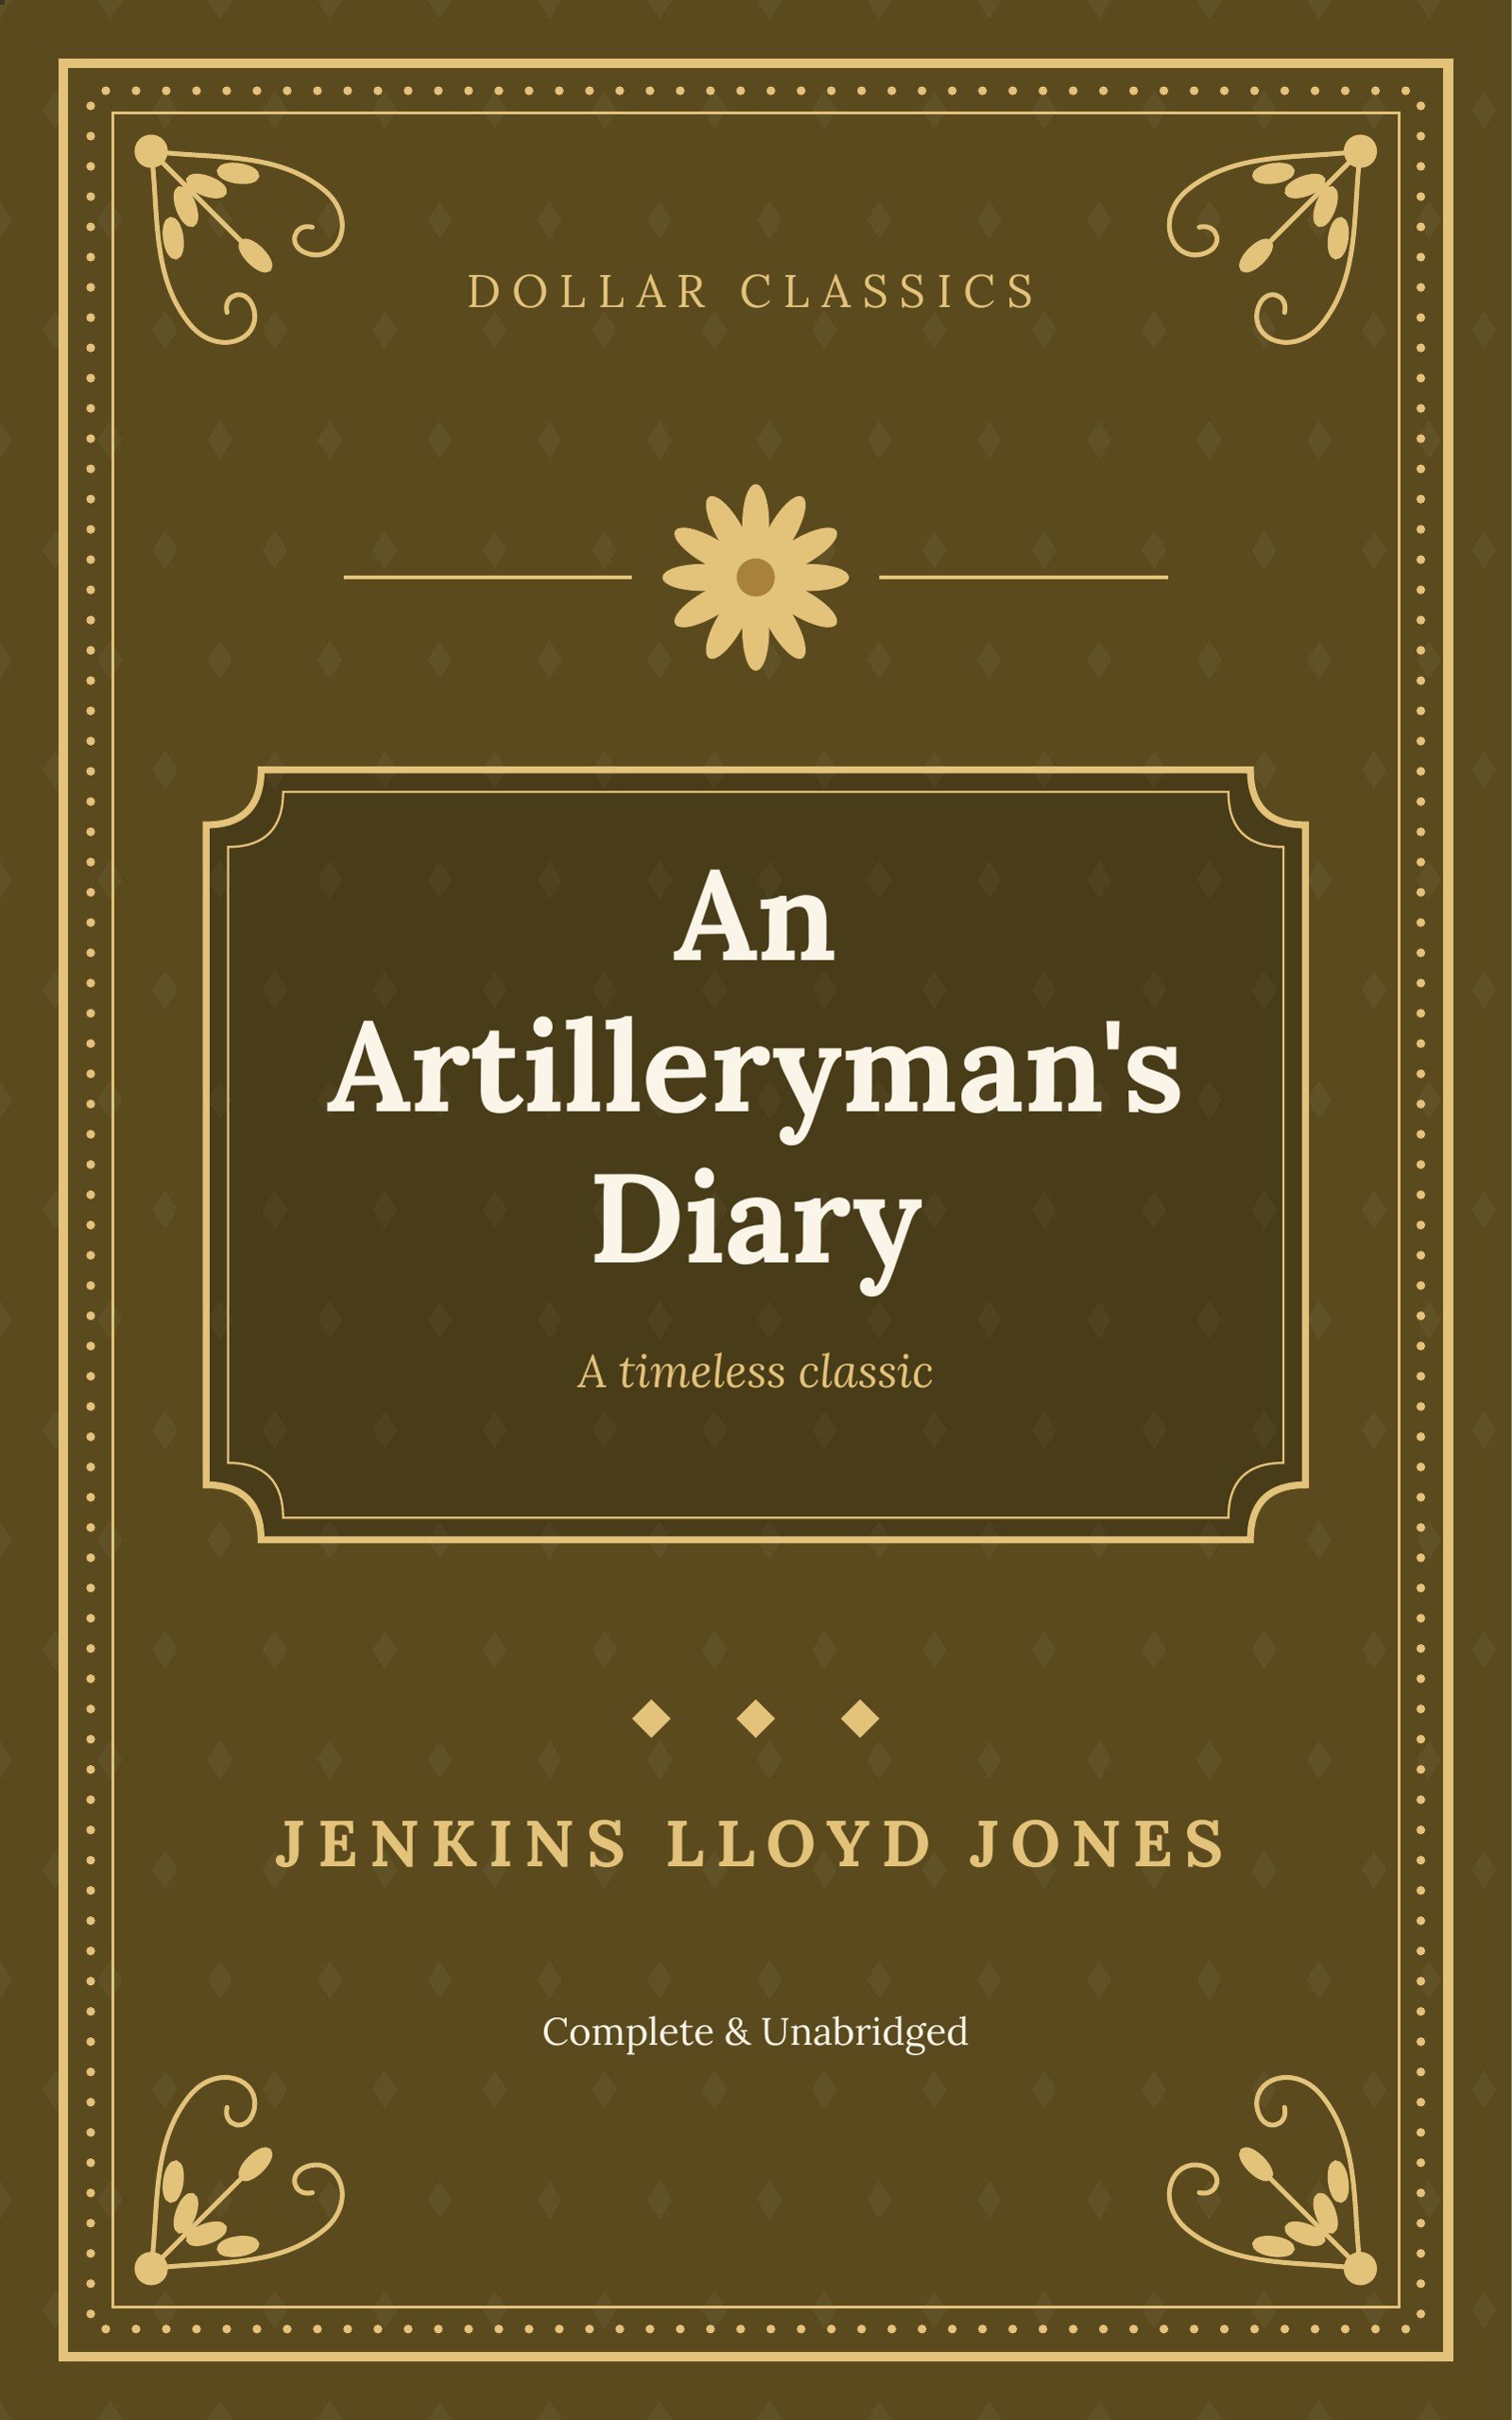 DOLLAR CLASSICS
An
Artilleryman's
Diary
A timeless classic
JENKINS LLOYD JONES
Complete & Unabridged